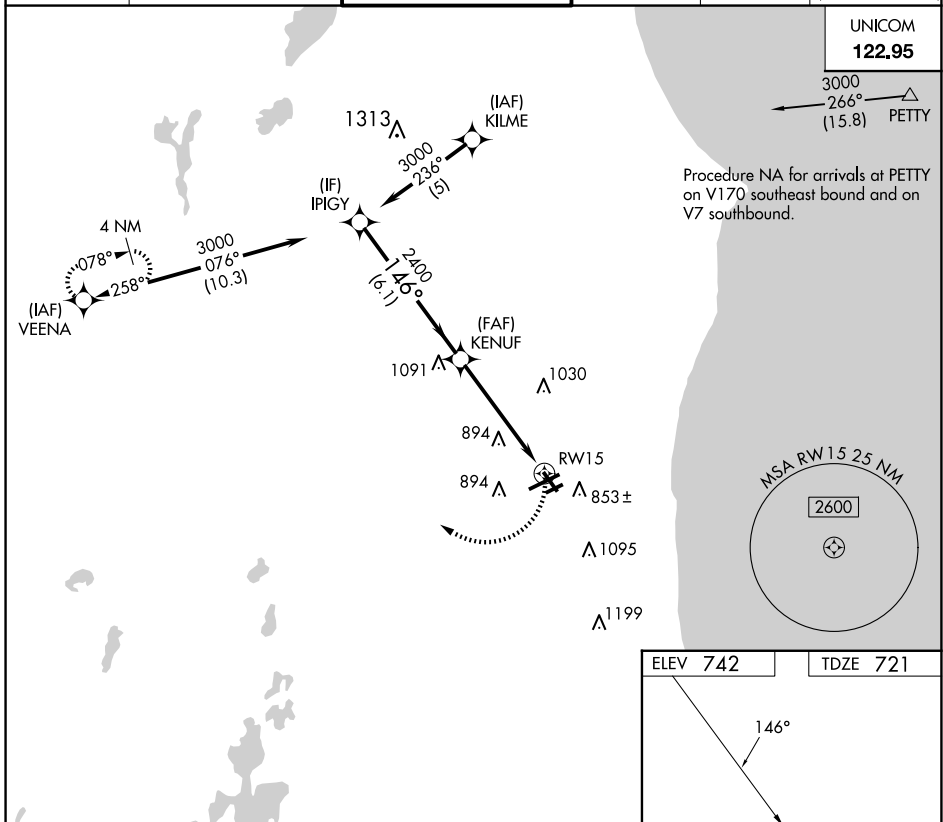 UNICOM
122.95
3000
266°
(15.8)
PETTY
(IAF)
KILME
1313
3000
236°
(5)
Procedure NA for arrivals at PETTY
on V170 southeast bound and on
V7 southbound.
(IF)
IPIGY
4 NM
078°
258°
3000
076°
(10.3)
(IAF)
VEENA
2400
146°
(6.1)
(FAF)
KENUF
1091
1030
894
RW15
894
853±
MSA RW15 25 NM
2600
1095
1199
ELEV 742
TDZE 721
146°